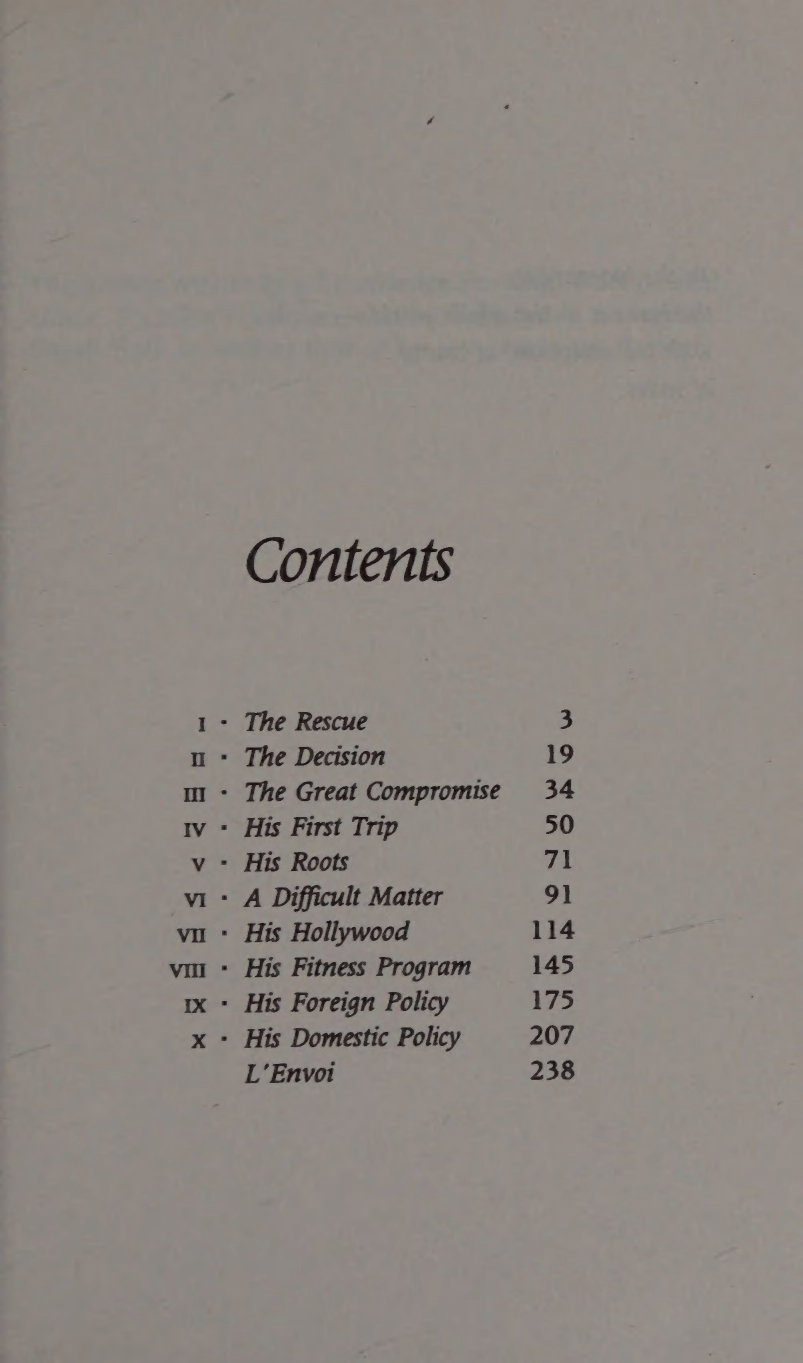 Contents
I · The Rescue 3
II · The Decision 19
III · The Great Compromise 34
IV · His First Trip 50
V · His Roots 71
VI · A Difficult Matter 91
VII · His Hollywood 114
VIII · His Fitness Program 145
IX · His Foreign Policy 175
X · His Domestic Policy 207
L'Envoi 238